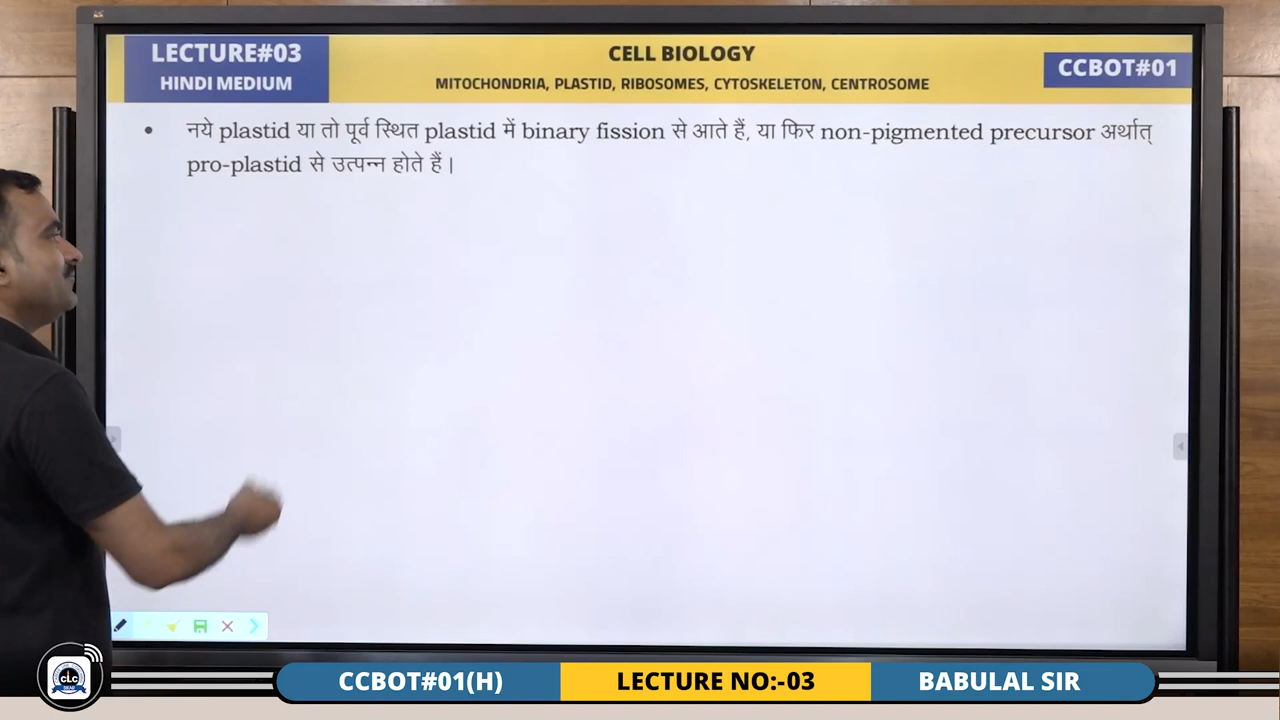 LECTURE#03
HINDI MEDIUM
CELL BIOLOGY
MITOCHONDRIA, PLASTID, RIBOSOMES, CYTOSKELETON, CENTROSOME
CCBOT#01
• नये plastid या तो पूर्व स्थित plastid में binary fission से आते हैं, या फिर non-pigmented precursor अर्थात्
pro-plastid से उत्पन्न होते हैं।
CLC
CCBOT#01(H)
LECTURE NO:-03
BABULAL SIR